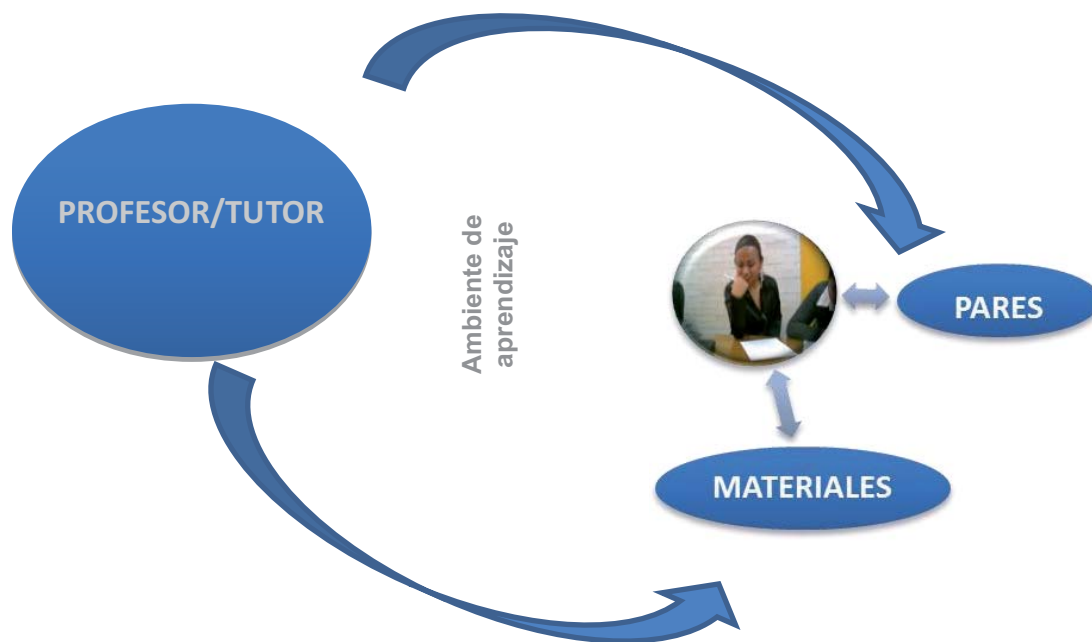 PROFESOR/TUTOR
Ambiente de
aprendizaje
PARES
MATERIALES